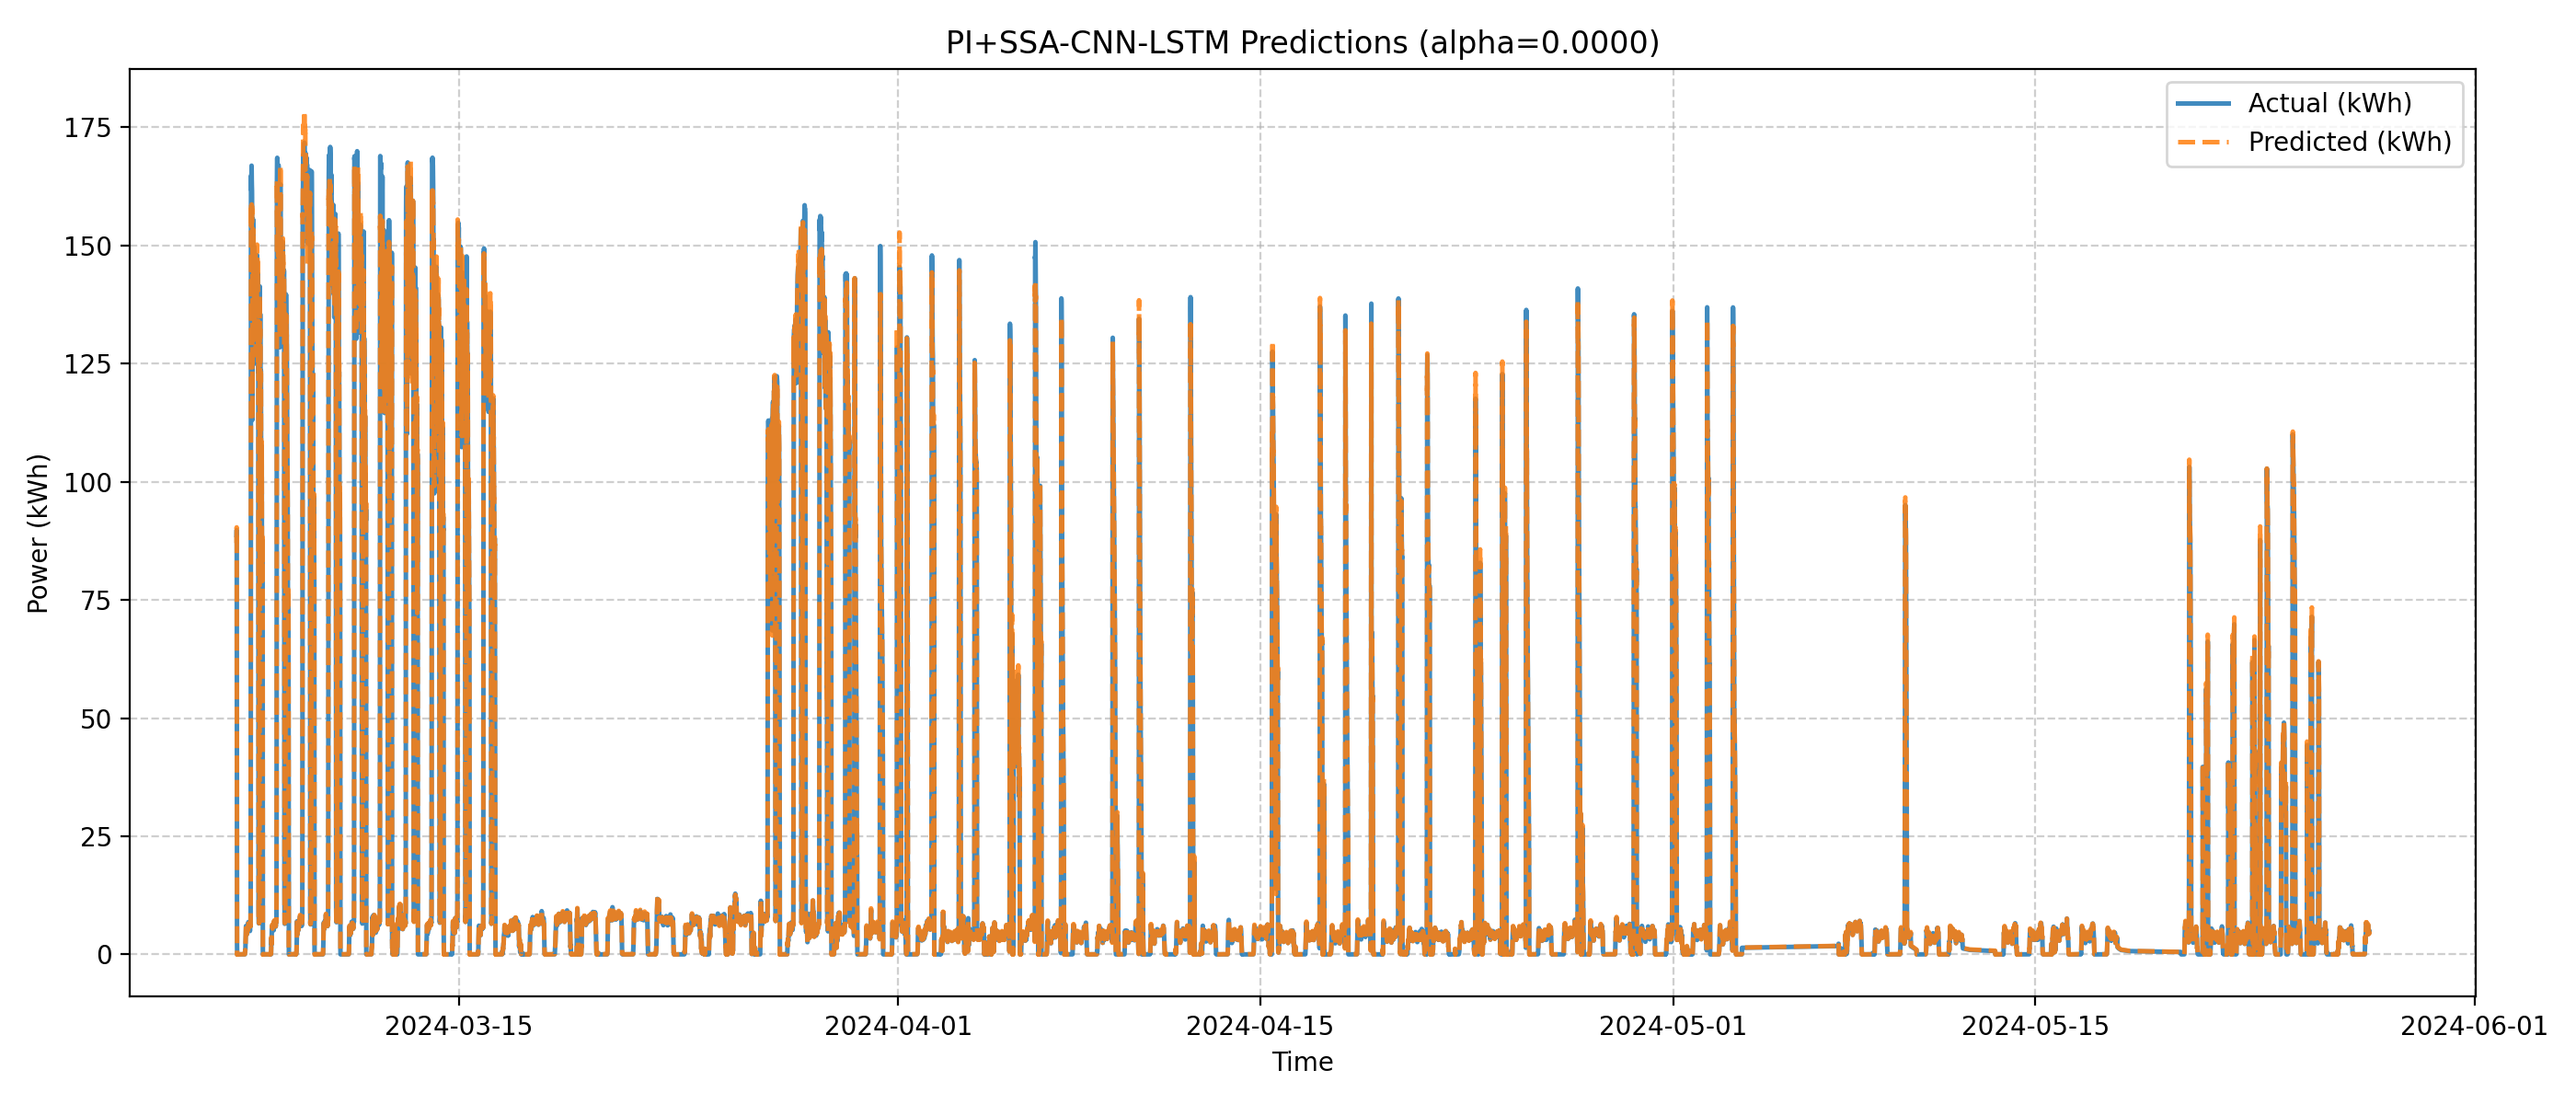 PI+SSA-CNN-LSTM Predictions (alpha=0.0000)
Actual (kWh)
Predicted (kWh)
175
150
125
100
75
50
25
0
Power (kWh)
2024-03-15
2024-04-01
2024-04-15
2024-05-01
2024-05-15
2024-06-01
Time